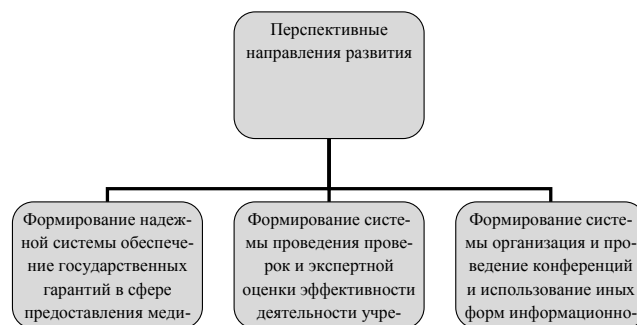 Перспективные
направления развития
Формирование надеж-
ной системы обеспече-
ние государственных
гарантий в сфере
предоставления меди-
Формирование систе-
мы проведения прове-
рок и экспертной
оценки эффективности
деятельности учре-
Формирование систе-
мы организация и про-
ведение конференций
и использование иных
форм информационно-